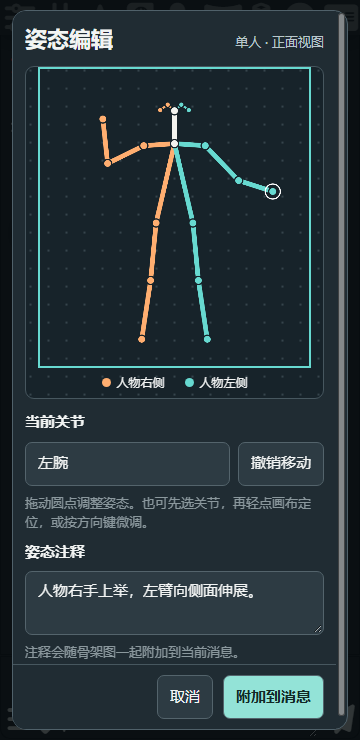 姿态编辑
单人 · 正面视图
人物右侧
人物左侧
当前关节
左腕
撤销移动
拖动圆点调整姿态。也可先选关节，再轻点画布定
位，或按方向键微调。
姿态注释
人物右手上举，左臂向侧面伸展。
注释会随骨架图一起附加到当前消息。
取消
附加到消息